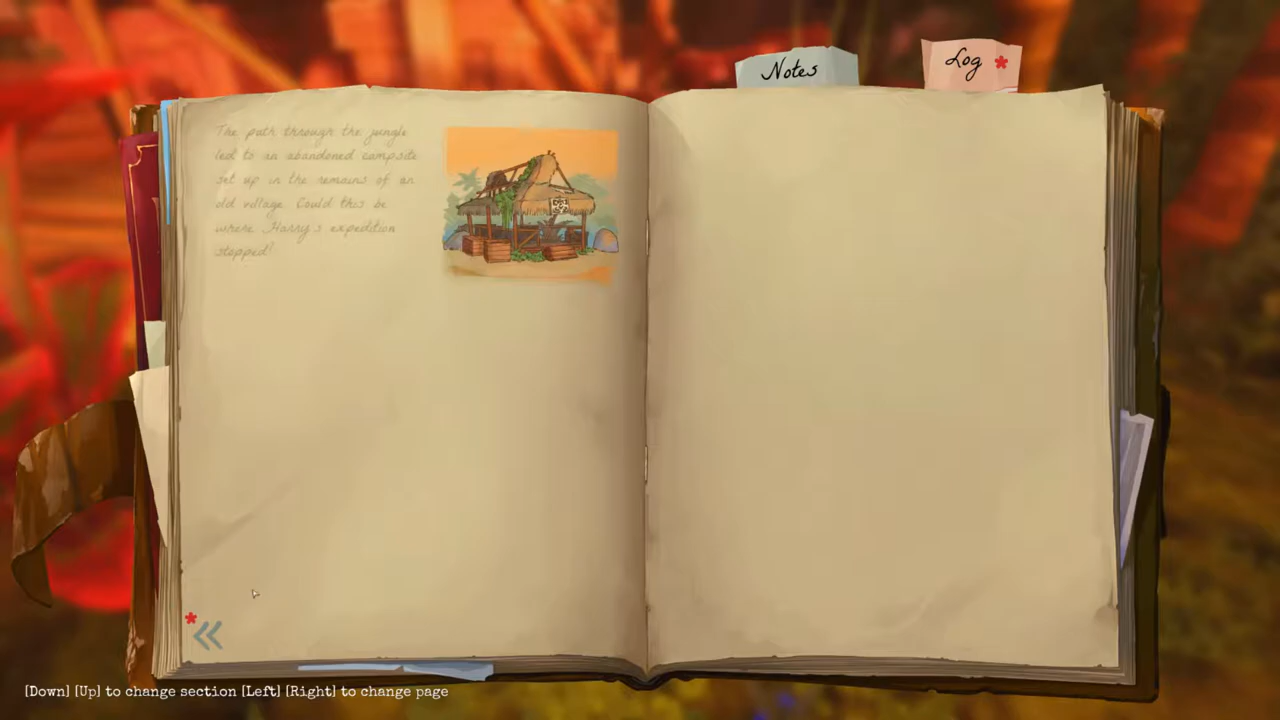 Notes
Log *
The path through the jungle
led to an abandoned campsite
set up in the remains of an
old village. Could this be
where Harry's expedition
stopped?
*
[Down] [Up] to change section [Left] [Right] to change page